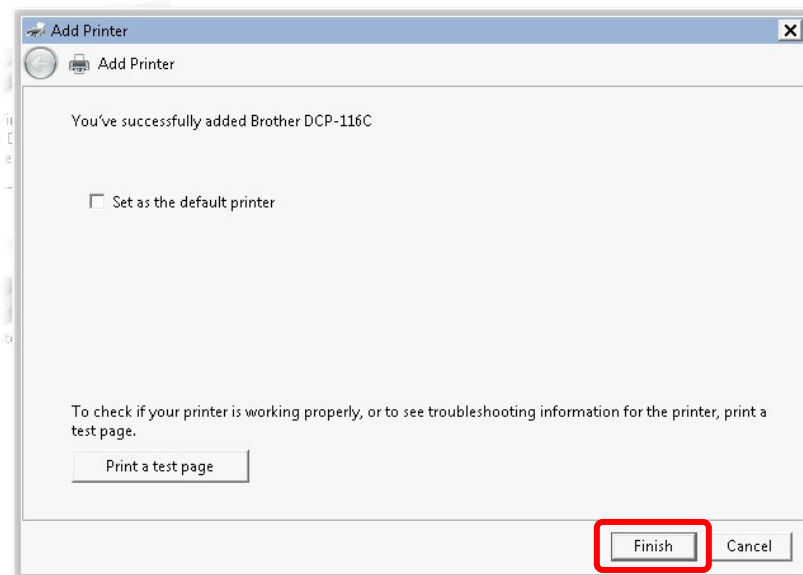 Add Printer
Add Printer
You've successfully added Brother DCP-116C
Set as the default printer
To check if your printer is working properly, or to see troubleshooting information for the printer, print a
test page.
Print a test page
Finish
Cancel